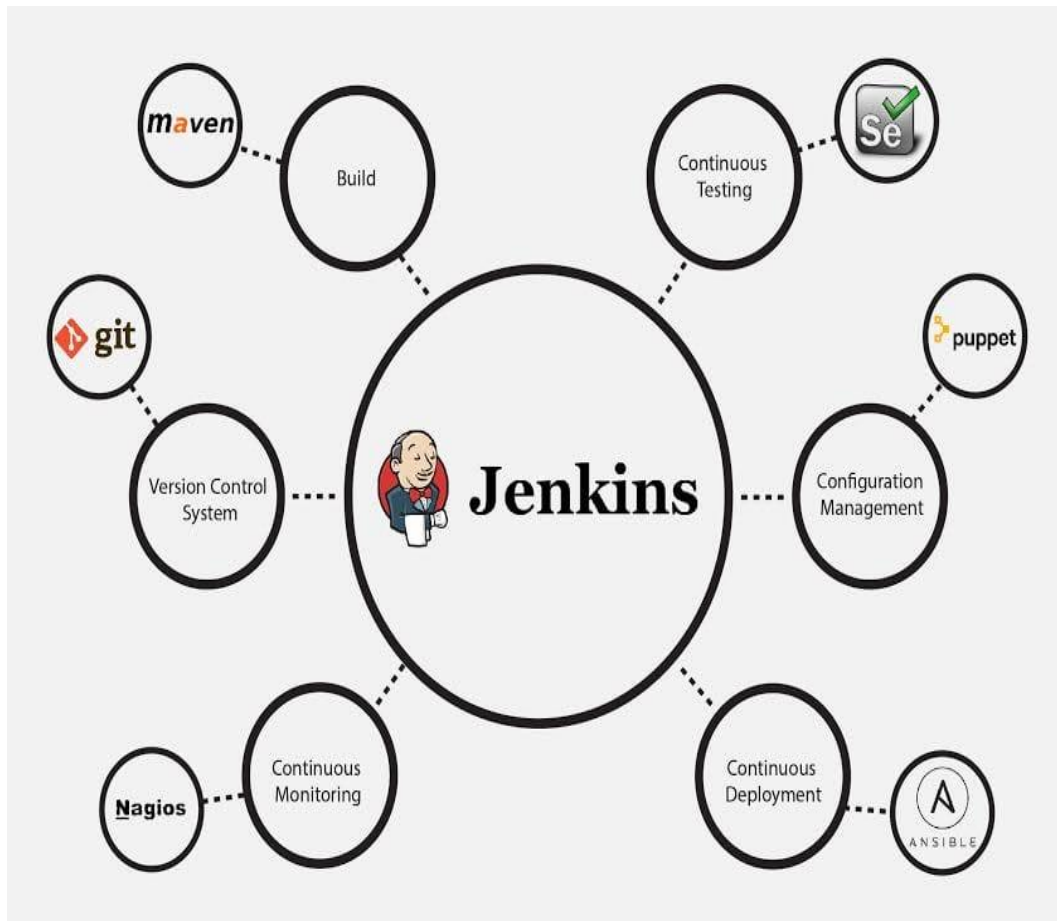 maven
Build
Continuous
Testing
Se
git
Version Control
System
Jenkins
puppet
Configuration
Management
Nagios
Continuous
Monitoring
Continuous
Deployment
ANSIBLE